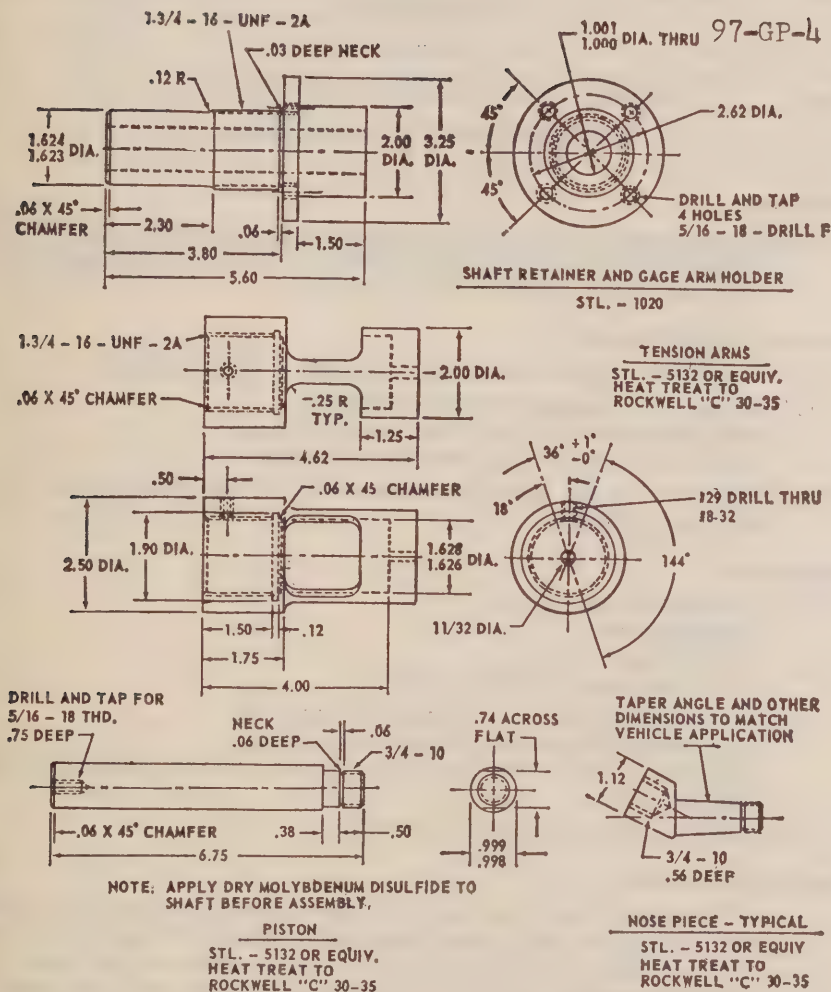 1.3/4 - 16 - UNF - 2A
.03 DEEP NECK
.12 R
1.624
1.623 DIA.
2.00
DIA.
3.25
DIA.
.06 X 45° CHAMFER
2.30
.06
1.50
3.80
5.60
1.001
1.000 DIA. THRU
97-GP-4
45°
45°
2.62 DIA.
DRILL AND TAP
4 HOLES
5/16 - 18 - DRILL F
SHAFT RETAINER AND GAGE ARM HOLDER
STL. - 1020
1.3/4 - 16 - UNF - 2A
.06 X 45° CHAMFER
.25 R
TYP.
2.00 DIA.
1.25
4.62
TENSION ARMS
STL. - 5132 OR EQUIV.
HEAT TREAT TO
ROCKWELL "C" 30-35
.50
.06 X 45 CHAMFER
2.50 DIA.
1.90 DIA.
1.628
1.626 DIA.
1.50
.12
1.75
4.00
36° +1°
-0°
18°
#29 DRILL THRU
#8-32
144°
11/32 DIA.
DRILL AND TAP FOR
5/16 - 18 THD.
.75 DEEP
NECK
.06 DEEP
.06
3/4 - 10
.06 X 45° CHAMFER
.38
.50
6.75
.74 ACROSS
FLAT
.999
.998
TAPER ANGLE AND OTHER
DIMENSIONS TO MATCH
VEHICLE APPLICATION
1.12
3/4 - 10
.56 DEEP
NOTE: APPLY DRY MOLYBDENUM DISULFIDE TO
SHAFT BEFORE ASSEMBLY.
PISTON
STL. - 5132 OR EQUIV.
HEAT TREAT TO
ROCKWELL "C" 30-35
NOSE PIECE - TYPICAL
STL. - 5132 OR EQUIV
HEAT TREAT TO
ROCKWELL "C" 30-35